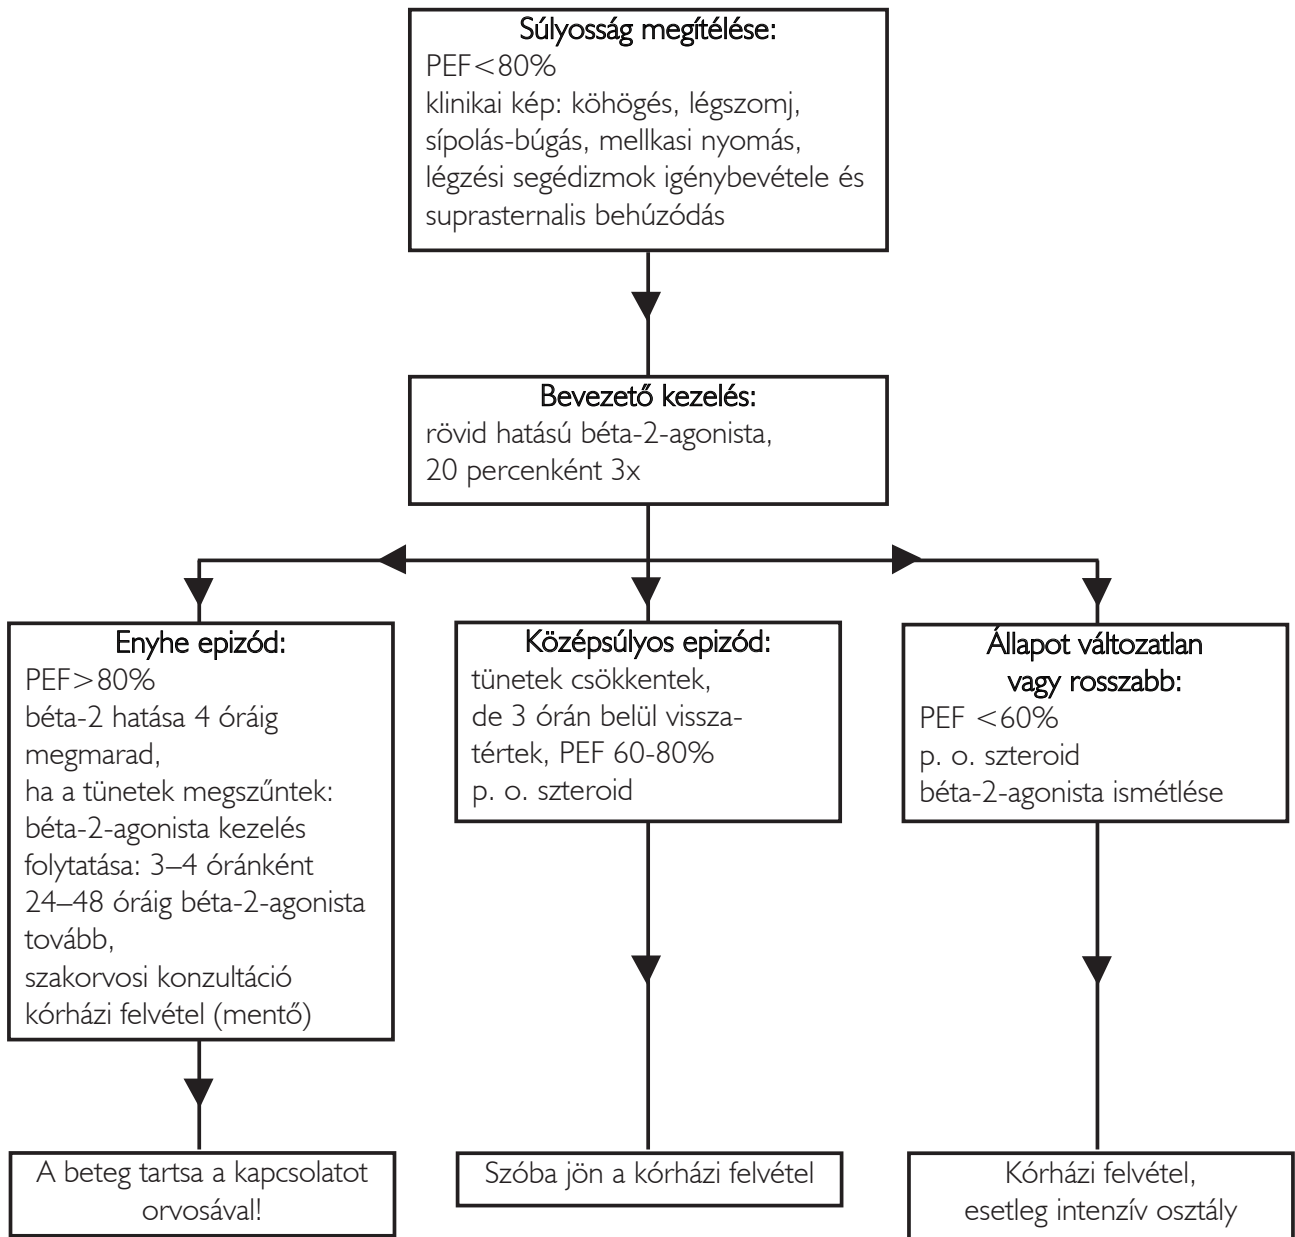 Súlyosság megítélése:
PEF<80%
klinikai kép: köhögés, légszomj,
sípolás-búgás, mellkasi nyomás,
légzési segédizmok igénybevétele és
suprasternalis behúzódás
Bevezető kezelés:
rövid hatású béta-2-agonista,
20 percenként 3x
Enyhe epizód:
PEF>80%
béta-2 hatása 4 óráig
megmarad,
ha a tünetek megszűntek:
béta-2-agonista kezelés
folytatása: 3–4 óránként
24–48 óráig béta-2-agonista
tovább,
szakorvosi konzultáció
kórházi felvétel (mentő)
Középsúlyos epizód:
tünetek csökkentek,
de 3 órán belül vissza-
tértek, PEF 60-80%
p. o. szteroid
Állapot változatlan
vagy rosszabb:
PEF <60%
p. o. szteroid
béta-2-agonista ismétlése
A beteg tartsa a kapcsolatot
orvosával!
Szóba jön a kórházi felvétel
Kórházi felvétel,
esetleg intenzív osztály